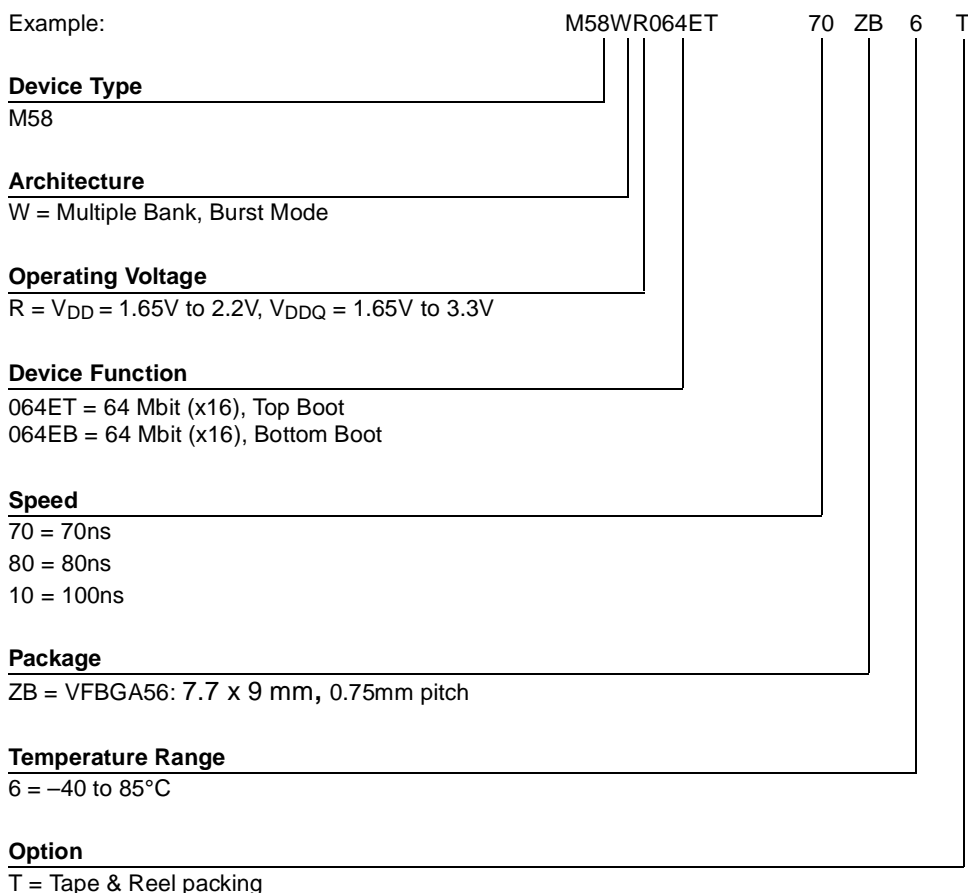 Example: M58WR064ET 70 ZB 6 T
Device Type
M58
Architecture
W = Multiple Bank, Burst Mode
Operating Voltage
R = VDD = 1.65V to 2.2V, VDDQ = 1.65V to 3.3V
Device Function
064ET = 64 Mbit (x16), Top Boot
064EB = 64 Mbit (x16), Bottom Boot
Speed
70 = 70ns
80 = 80ns
10 = 100ns
Package
ZB = VFBGA56: 7.7 x 9 mm, 0.75mm pitch
Temperature Range
6 = –40 to 85°C
Option
T = Tape & Reel packing